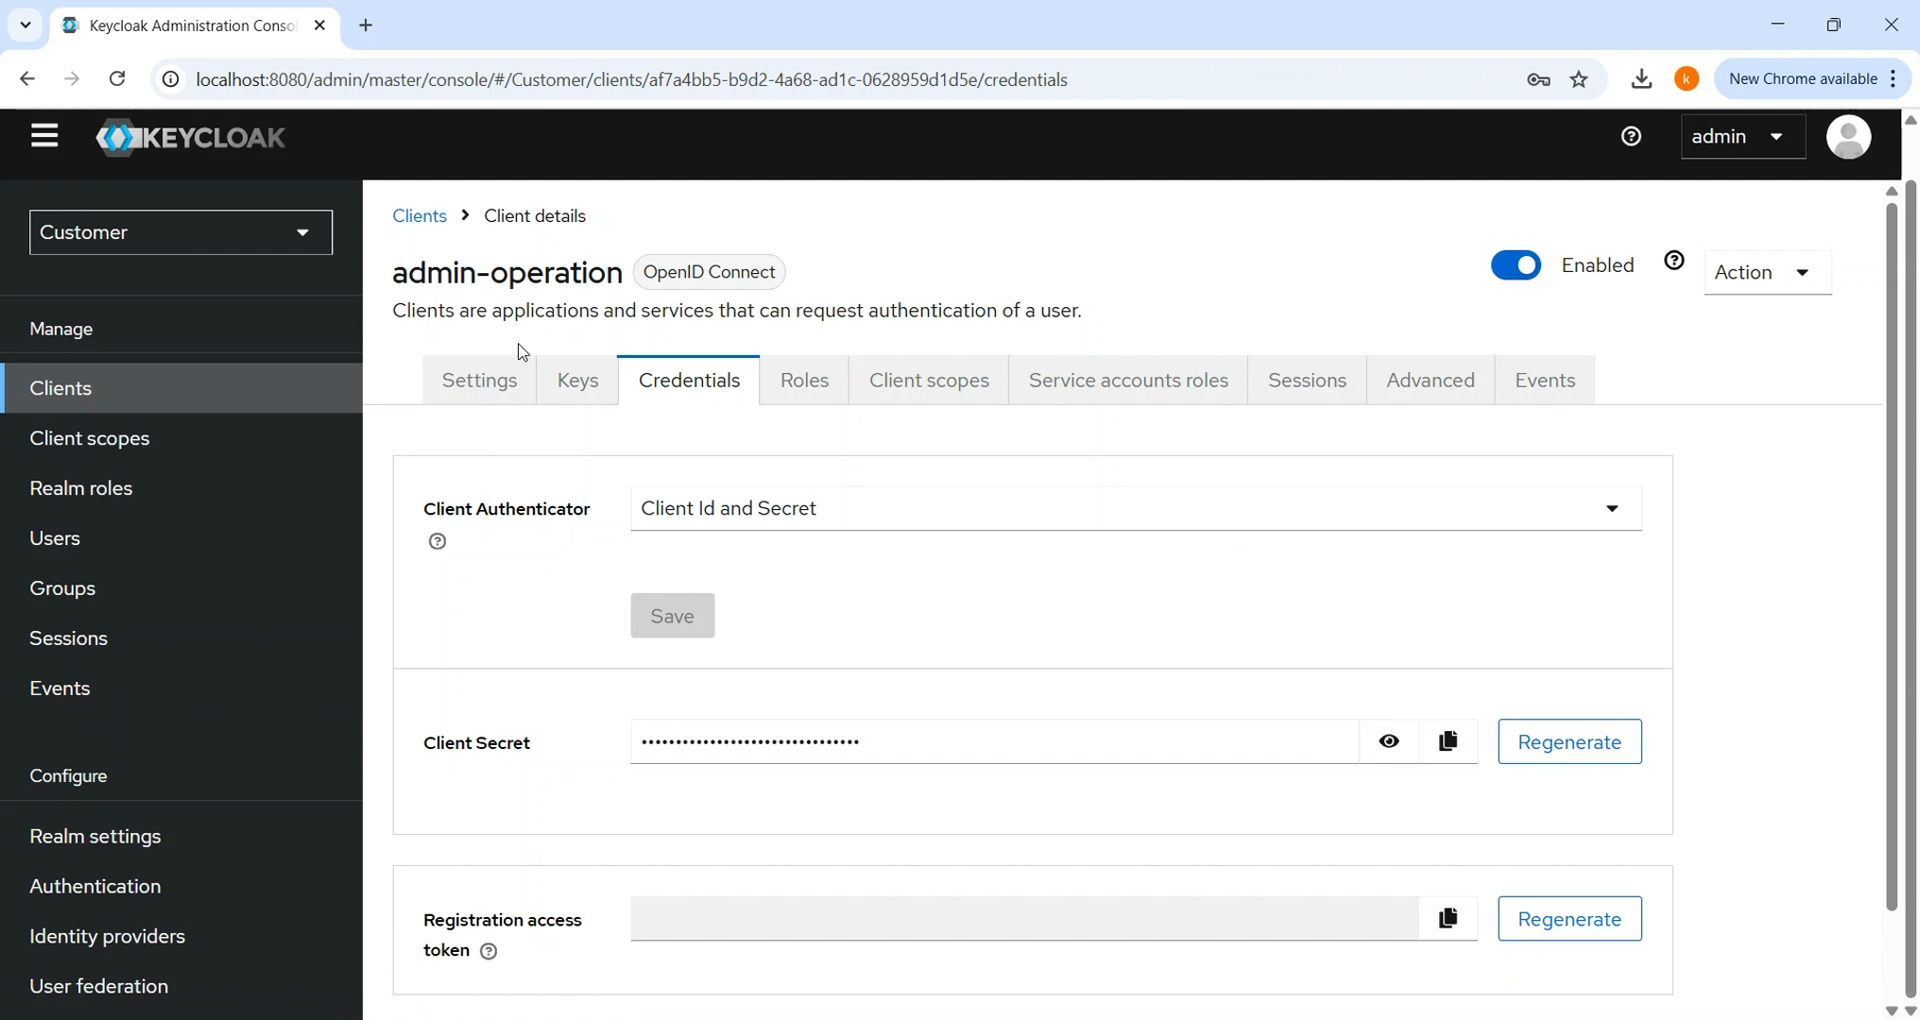 Keycloak Administration Conso
localhost:8080/admin/master/console/#/Customer/clients/af7a4bb5-b9d2-4a68-ad1c-0628959d1d5e/credentials
k
New Chrome available
KEYCLOAK
admin
Customer
Manage
Clients
Client scopes
Realm roles
Users
Groups
Sessions
Events
Configure
Realm settings
Authentication
Identity providers
User federation
Clients > Client details
admin-operation OpenID Connect
Enabled
Action
Clients are applications and services that can request authentication of a user.
Settings Keys Credentials Roles Client scopes Service accounts roles Sessions Advanced Events
Client Authenticator Client Id and Secret
Save
Client Secret ································ Regenerate
Registration access
token
Regenerate